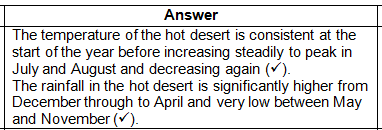 Answer
The temperature of the hot desert is consistent at the
start of the year before increasing steadily to peak in
July and August and decreasing again (✓).
The rainfall in the hot desert is significantly higher from
December through to April and very low between May
and November (✓).